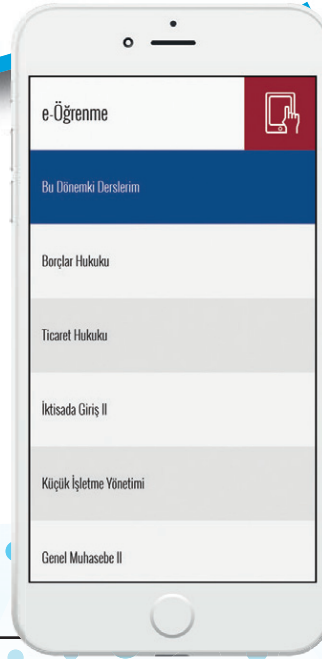 e-Öğrenme
Bu Dönemki Derslerim
Borçlar Hukuku
Ticaret Hukuku
İktisada Giriş II
Küçük İşletme Yönetimi
Genel Muhasebe II